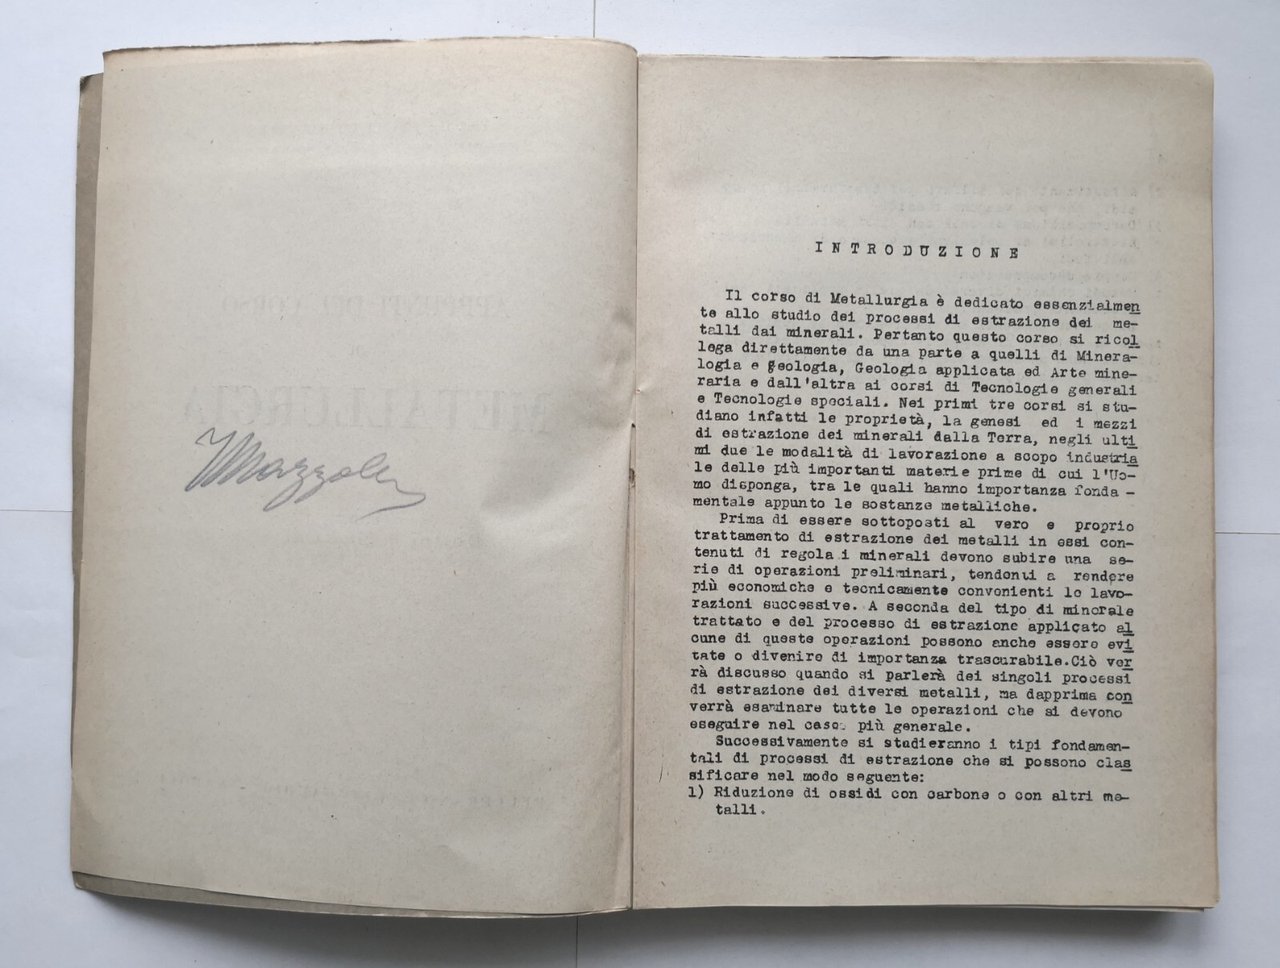 Mazzole
INTRODUZIONE
Il corso di Metallurgia è dedicato essenzialmen
te allo studio dei processi di estrazione dei me-
talli dai minerali. Pertanto questo corso si ricol
lega direttamente da una parte a quelli di Minera-
logia e geologia, Geologia applicata ed Arte mine-
raria e dall'altra ai corsi di Tecnologie generali
e Tecnologie speciali. Nei primi tre corsi si stu-
diano infatti le proprietà, la genesi ed i mezzi
di estrazione dei minerali dalla Terra, negli ulti
mi due le modalità di lavorazione a scopo industria
le delle più importanti materie prime di cui l'Uo-
mo disponga, tra le quali hanno importanza fonda -
mentale appunto le sostanze metalliche.
Prima di essere sottoposti al vero e proprio
trattamento di estrazione dei metalli in essi con-
tenuti di regola i minerali devono subire una se-
rie di operazioni preliminari, tendenti a rendere
più economiche e tecnicamente convenienti le lavo-
razioni successive. A seconda del tipo di minerale
trattato e del processo di estrazione applicato al
cune di queste operazioni possono anche essere evi
tate o divenire di importanza trascurabile.Ciò ver
rà discusso quando si parlerà dei singoli processi
di estrazione dei diversi metalli, ma dapprima con
verrà esaminare tutte le operazioni che si devono
eseguire nel caso più generale.
Successivamente si studieranno i tipi fondamen-
tali di processi di estrazione che si possono clas
sificare nel modo seguente:
1) Riduzione di ossidi con carbone o con altri me-
talli.